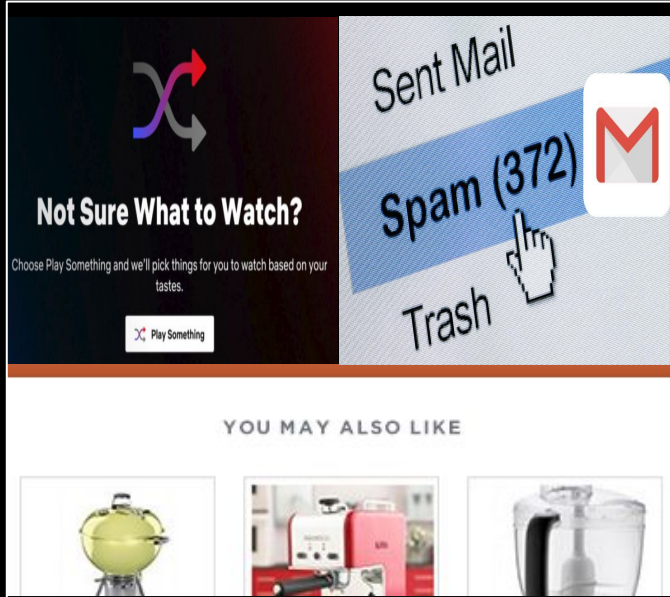 Not Sure What to Watch?
Choose Play Something and we'll pick things for you to watch based on your
tastes.
Play Something
Sent Mail
Spam (372)
Trash
YOU MAY ALSO LIKE